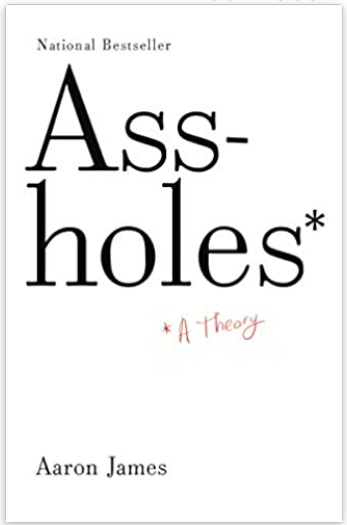 National Bestseller
Ass-
holes*
*A theory
Aaron James